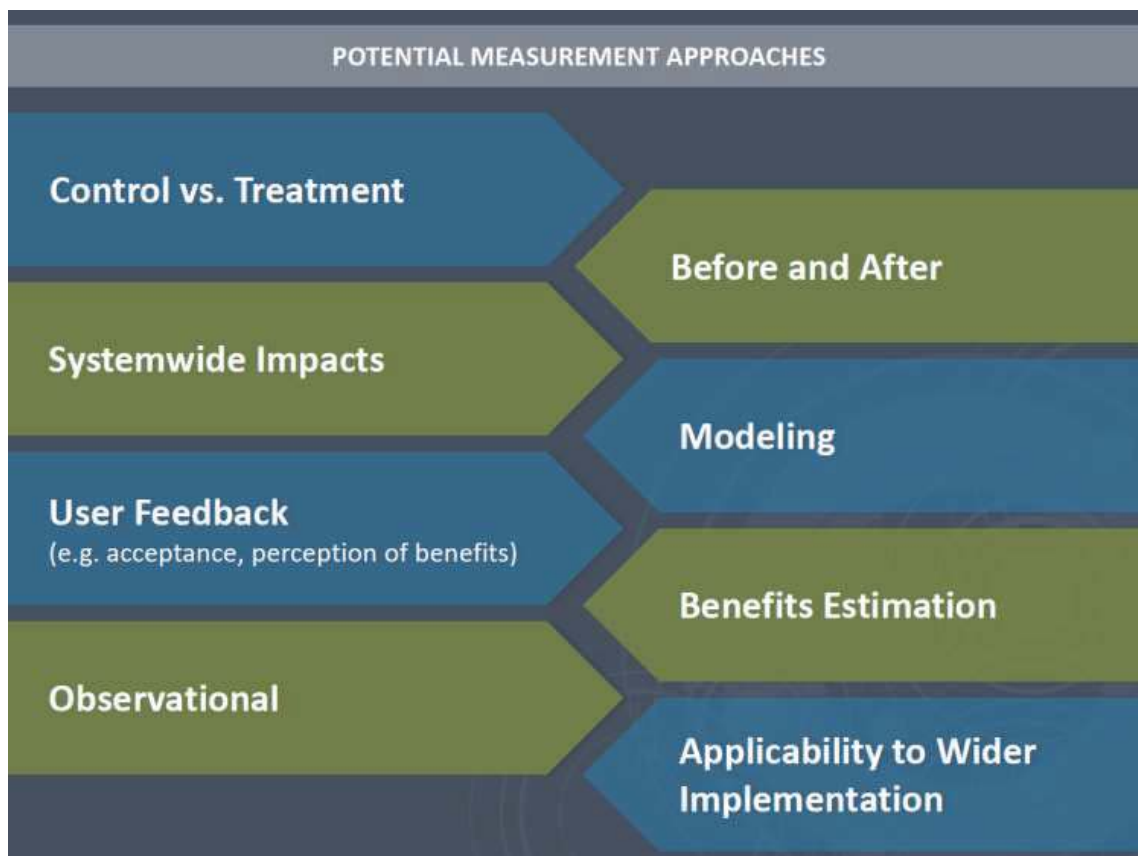 POTENTIAL MEASUREMENT APPROACHES
Control vs. Treatment
Before and After
Systemwide Impacts
Modeling
User Feedback
(e.g. acceptance, perception of benefits)
Benefits Estimation
Observational
Applicability to Wider
Implementation